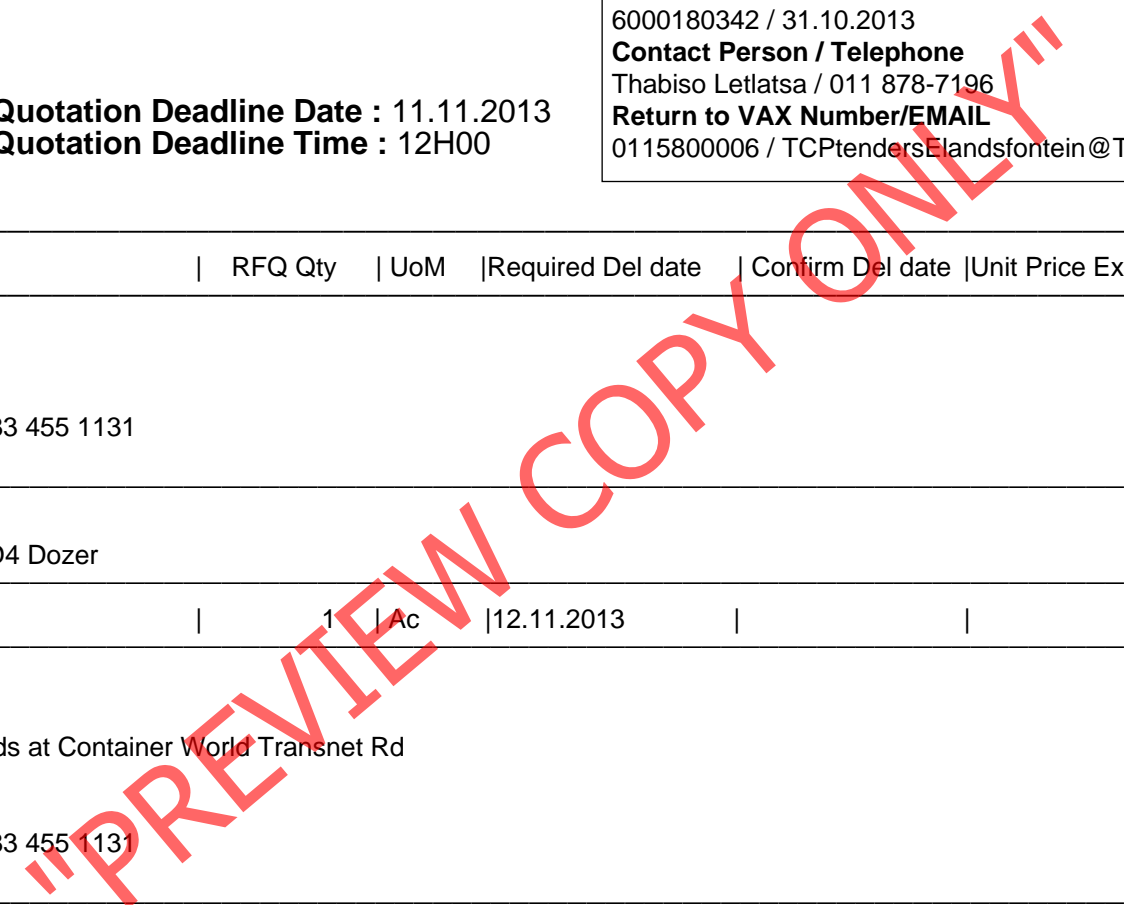 6000180342 / 31.10.2013
Contact Person / Telephone
Thabiso Letlatsa / 011 878-7196
Quotation Deadline Date : 11.11.2013
Return to VAX Number/EMAIL
Quotation Deadline Time : 12H00
0115800006 / TCPtendersElandsfontein@T
| RFQ Qty | UoM |Required Del date | Confirm Del date |Unit Price Ex
3 455 1131
4 Dozer
| 1 | Ac |12.11.2013 | |
ds at Container World Transnet Rd
3 455 1131
"PREVIEW COPY ONLY"